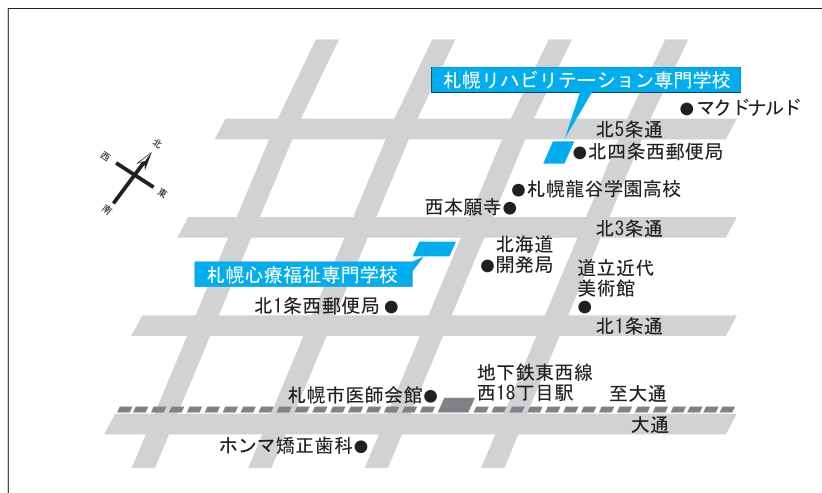 札幌リハビリテーション専門学校
マクドナルド
北5条通
北
西
東
南
北四条西郵便局
札幌龍谷学園高校
西本願寺
北3条通
北海道
開発局
札幌心療福祉専門学校
道立近代
美術館
北1条西郵便局
北1条通
地下鉄東西線
西18丁目駅
至大通
札幌市医師会館
大通
ホンマ矯正歯科